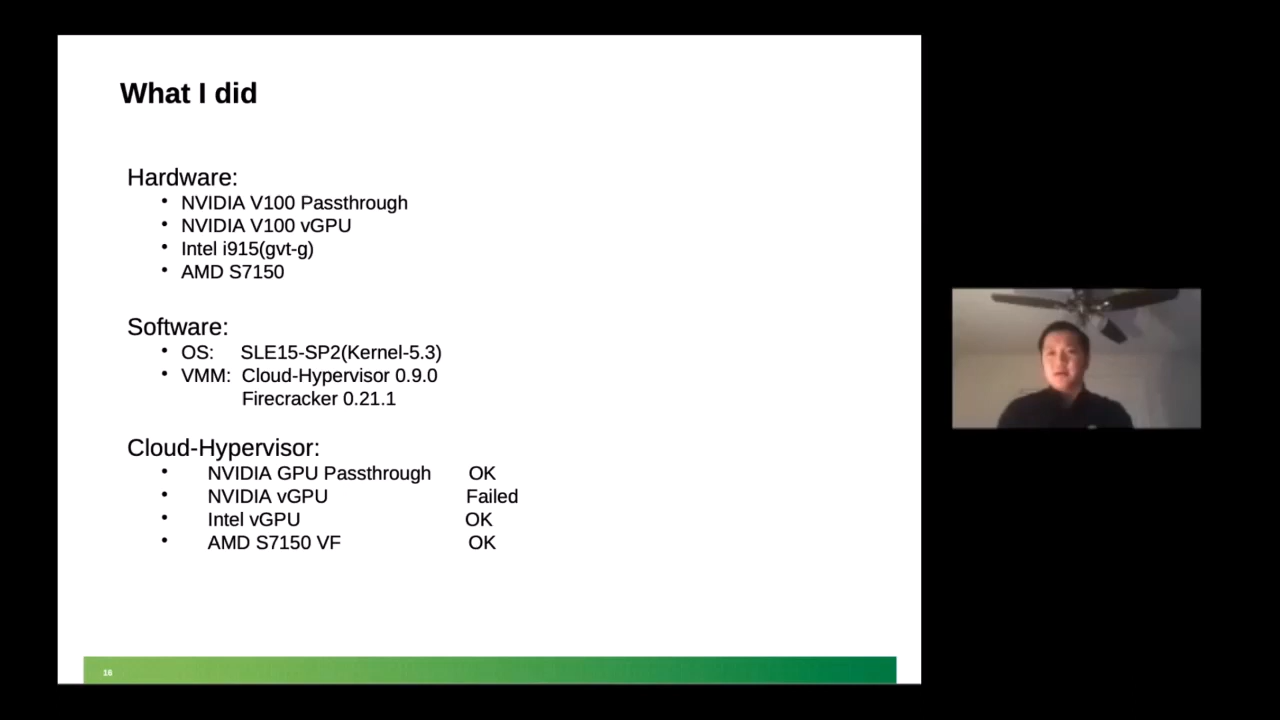 What I did
Hardware:
• NVIDIA V100 Passthrough
• NVIDIA V100 vGPU
• Intel i915(gvt-g)
• AMD S7150
Software:
• OS: SLE15-SP2(Kernel-5.3)
• VMM: Cloud-Hypervisor 0.9.0
Firecracker 0.21.1
Cloud-Hypervisor:
• NVIDIA GPU Passthrough OK
• NVIDIA vGPU Failed
• Intel vGPU OK
• AMD S7150 VF OK
16